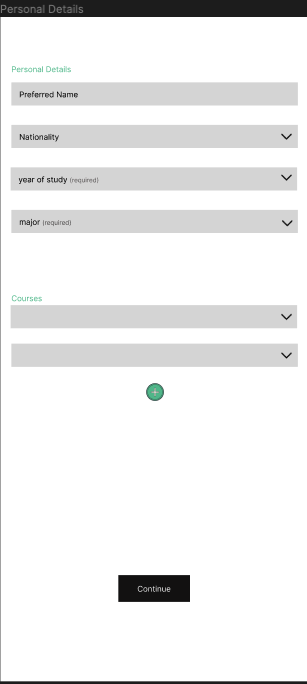 Personal Details
Personal Details
Preferred Name
Nationality
year of study (required)
major (required)
Courses
Continue